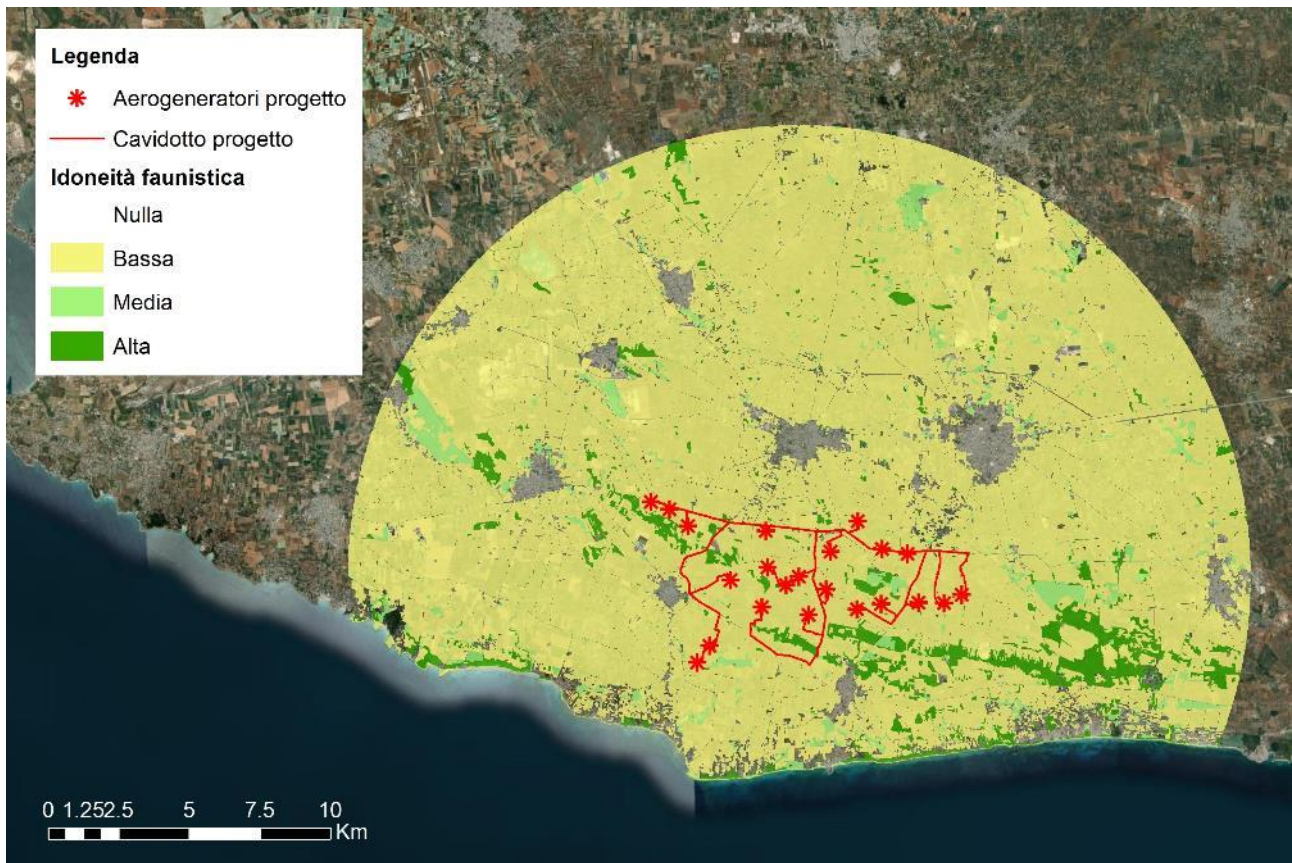 Legenda
Aerogeneratori progetto
Cavidotto progetto
Idoneità faunistica
Nulla
Bassa
Media
Alta
0 1.252.5 5 7.5 10
Km